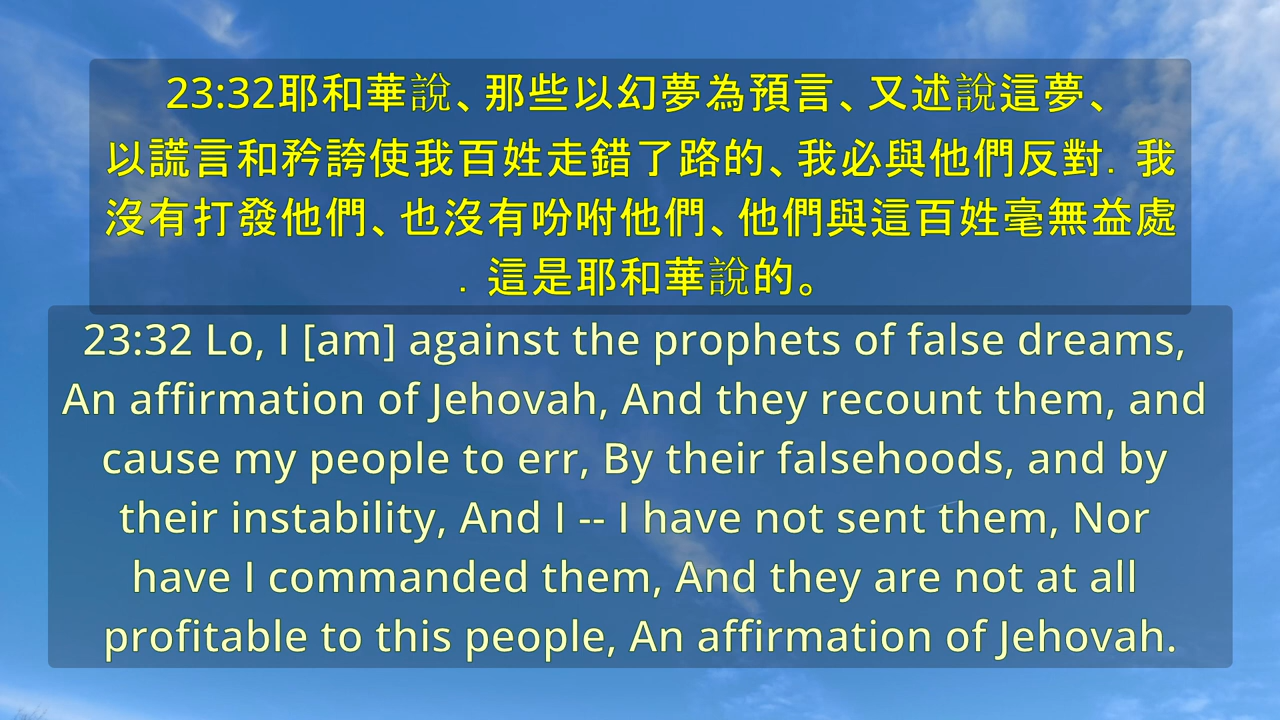 23:32耶和華說、那些以幻夢為預言、又述說這夢、
以謊言和矜誇使我百姓走錯了路的、我必與他們反對．我
沒有打發他們、也沒有吩咐他們、他們與這百姓毫無益處
．這是耶和華說的。
23:32 Lo, I [am] against the prophets of false dreams,
An affirmation of Jehovah, And they recount them, and
cause my people to err, By their falsehoods, and by
their instability, And I -- I have not sent them, Nor
have I commanded them, And they are not at all
profitable to this people, An affirmation of Jehovah.